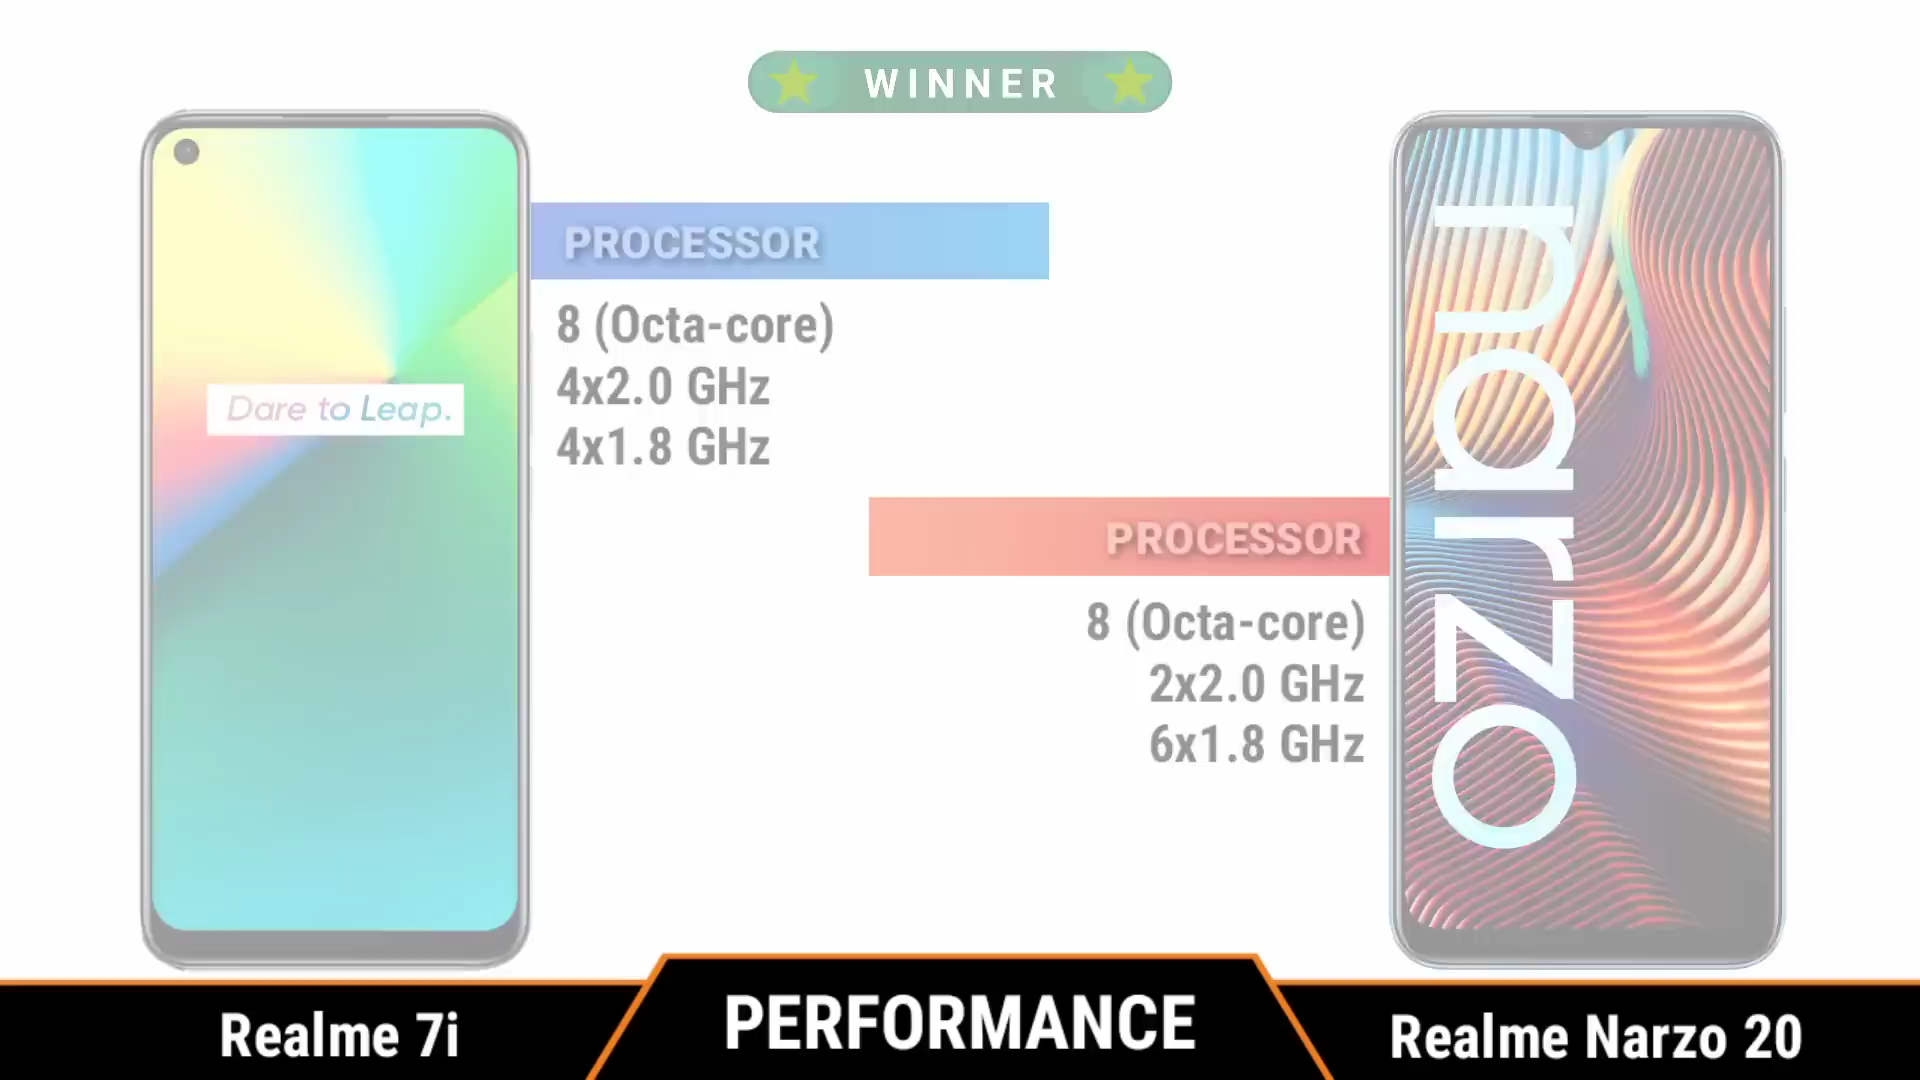 WINNER
PROCESSOR
8 (Octa-core)
4x2.0 GHz
4x1.8 GHz
Dare to Leap.
PROCESSOR
8 (Octa-core)
2x2.0 GHz
6x1.8 GHz
narzo
Realme 7i
PERFORMANCE
Realme Narzo 20